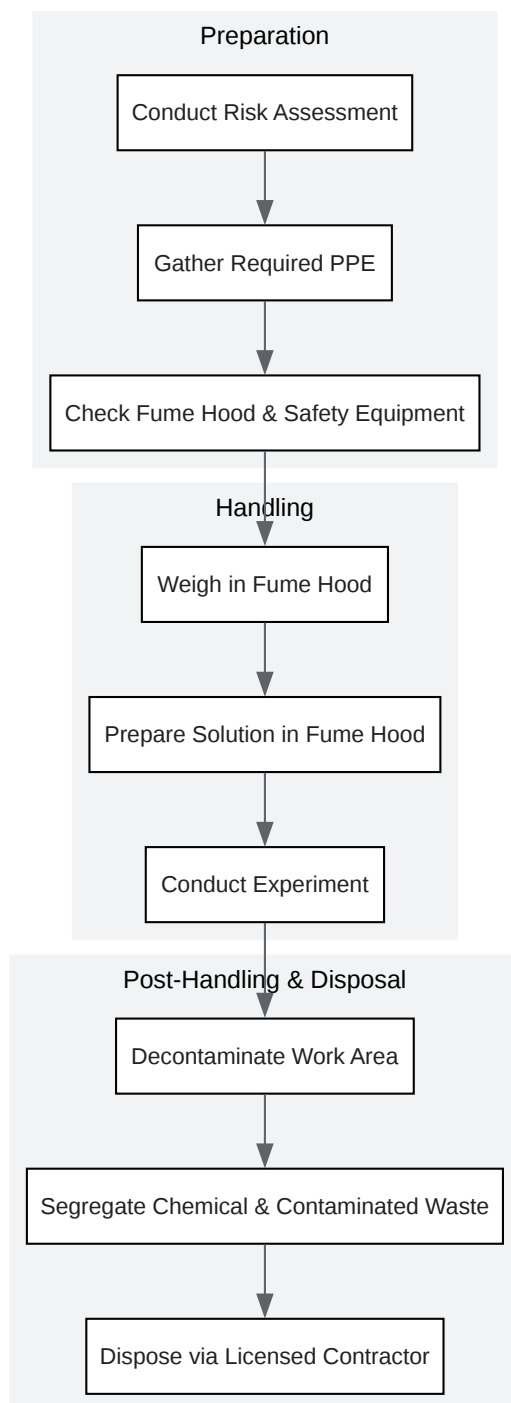 Preparation
Conduct Risk Assessment
Gather Required PPE
Check Fume Hood & Safety Equipment
Handling
Weigh in Fume Hood
Prepare Solution in Fume Hood
Conduct Experiment
Post-Handling & Disposal
Decontaminate Work Area
Segregate Chemical & Contaminated Waste
Dispose via Licensed Contractor